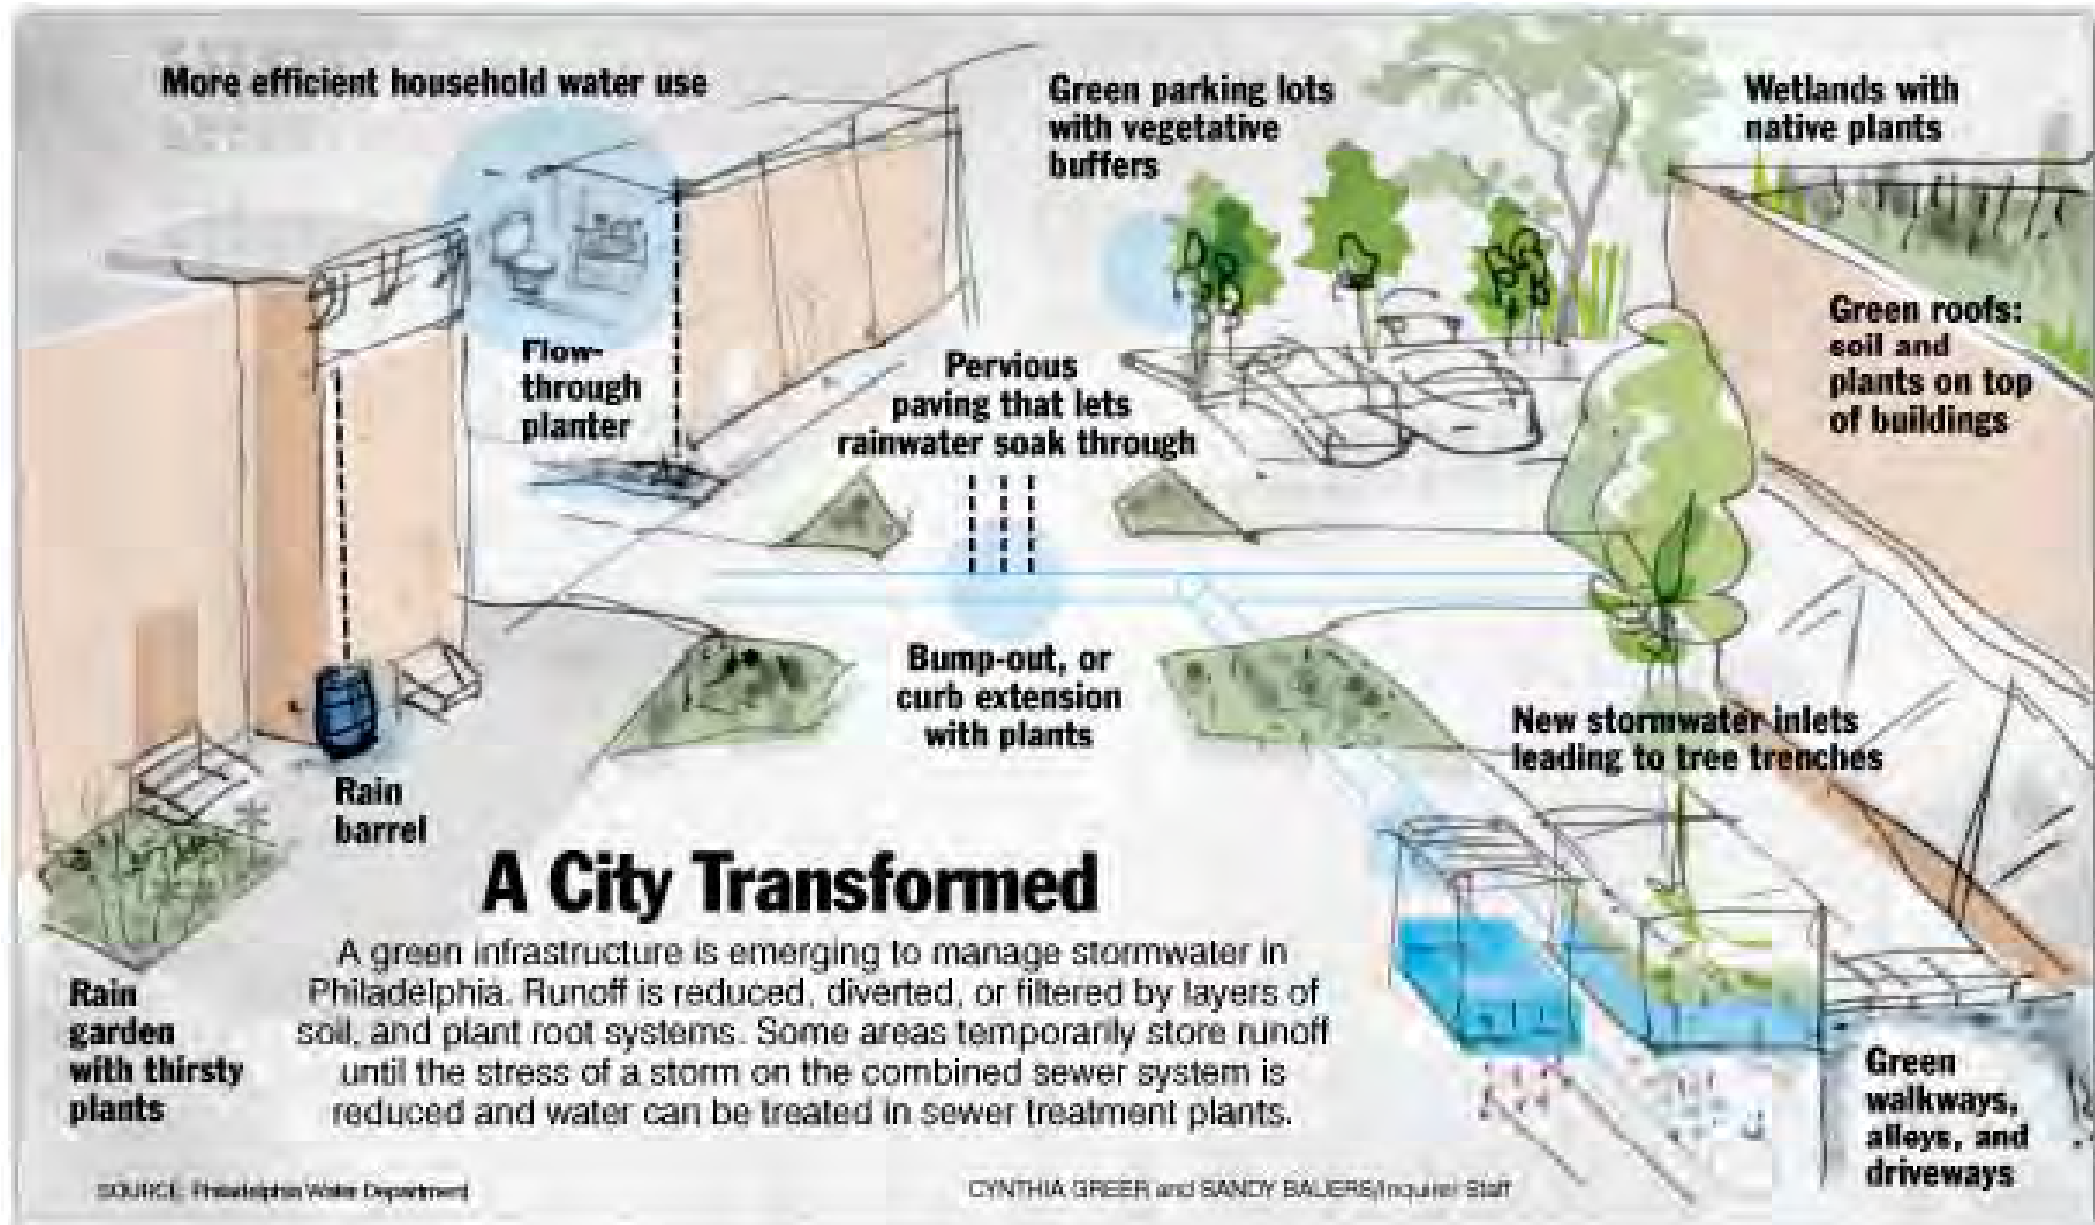 More efficient household water use
Green parking lots
with vegetative
buffers
Wetlands with
native plants
Flow-
through
planter
Pervious
paving that lets
rainwater soak through
Green roofs:
soil and
plants on top
of buildings
Bump-out, or
curb extension
with plants
New stormwater inlets
leading to tree trenches
Rain
barrel
A City Transformed
A green infrastructure is emerging to manage stormwater in
Philadelphia. Runoff is reduced, diverted, or filtered by layers of
soil, and plant root systems. Some areas temporarily store runoff
until the stress of a storm on the combined sewer system is
reduced and water can be treated in sewer treatment plants.
Rain
garden
with thirsty
plants
Green
walkways,
alleys, and
driveways
SOURCE: Philadelphia Water Department
CYNTHIA GREER and SANDY BAUERS/Inquirer Staff